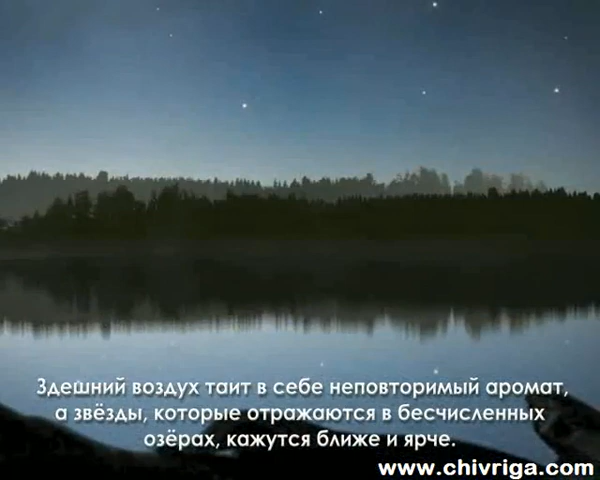 Здешний воздух таит в себе неповторимый аромат,
а звёзды, которые отражаются в бесчисленных
озёрах, кажутся ближе и ярче.
www.chivriga.com